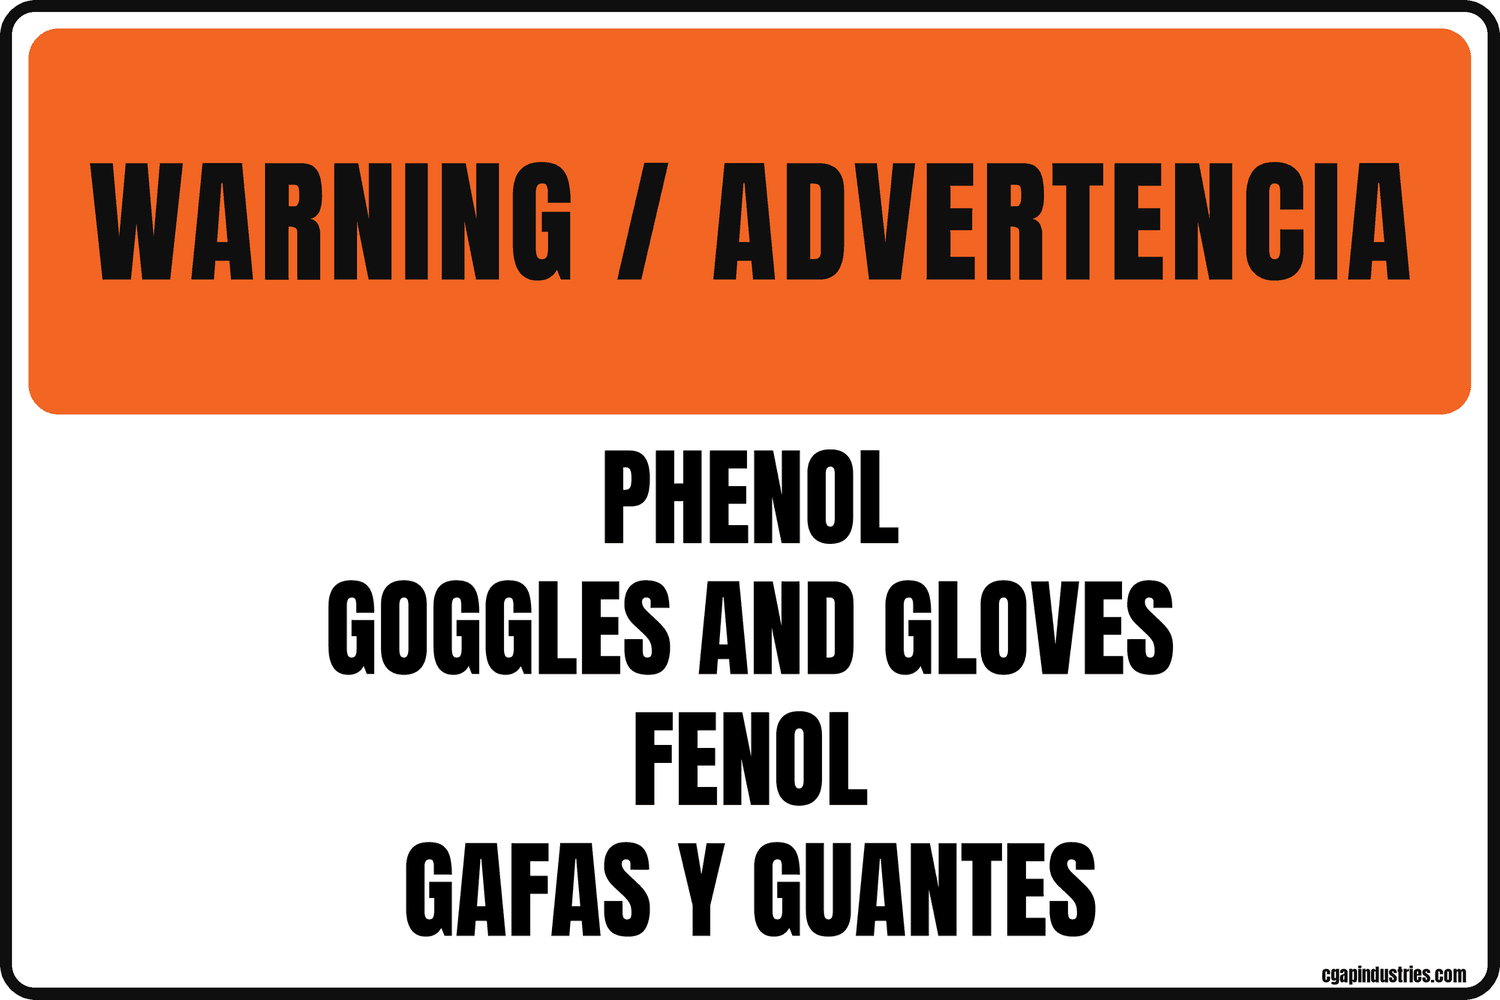 WARNING / ADVERTENCIA
PHENOL
GOGGLES AND GLOVES
FENOL
GAFAS Y GUANTES
cgapindustries.com